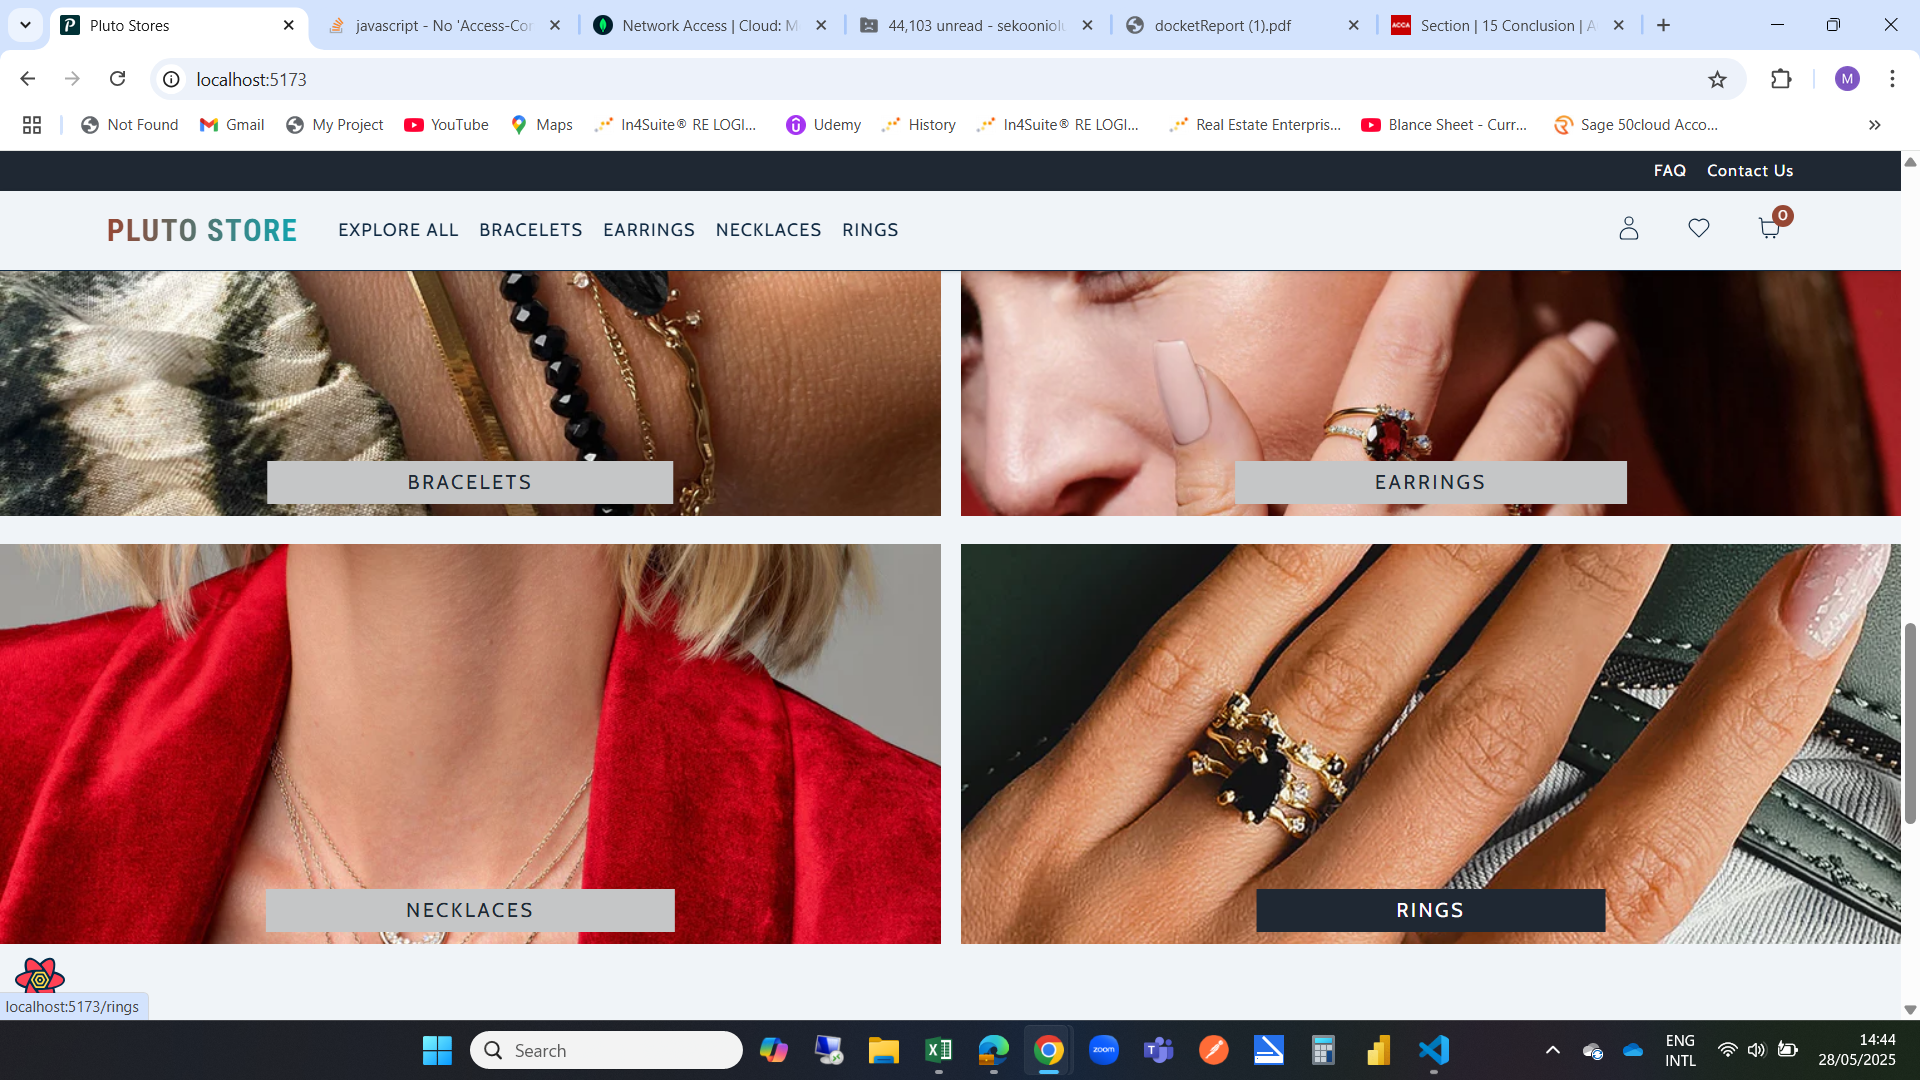 Pluto Stores
javascript - No 'Access-Cor
Network Access | Cloud: M
44,103 unread - sekooniol
docketReport (1).pdf
Section | 15 Conclusion | A
localhost:5173
M
Not Found
Gmail
My Project
YouTube
Maps
In4Suite® RE LOGI...
Udemy
History
In4Suite® RE LOGI...
Real Estate Enterpris...
Blance Sheet - Curr...
Sage 50cloud Acco...
FAQ Contact Us
PLUTO STORE
EXPLORE ALL BRACELETS EARRINGS NECKLACES RINGS
0
BRACELETS
EARRINGS
NECKLACES
RINGS
localhost:5173/rings
Search
zoom
ENG
INTL
14:44
28/05/2025